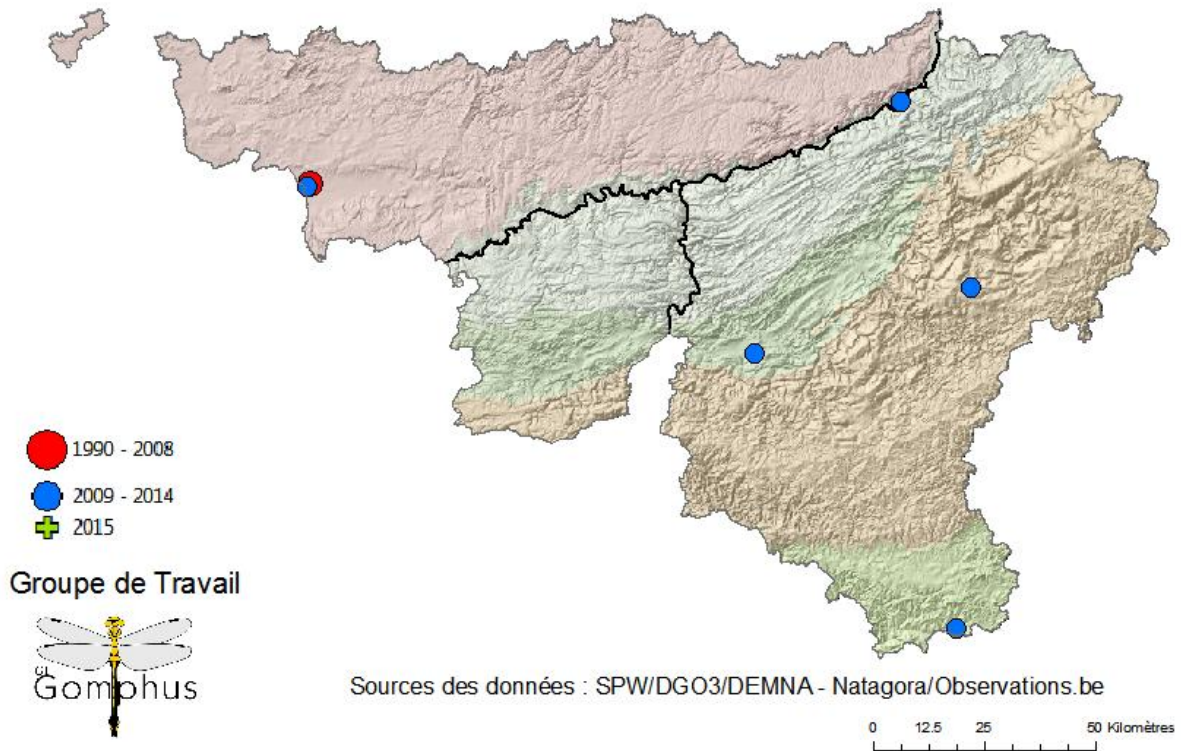 1990 - 2008
2009 - 2014
2015
Groupe de Travail
GT
Gomphus
Sources des données : SPW/DGO3/DEMNA - Natagora/Observations.be
0 12.5 25 50 Kilomètres